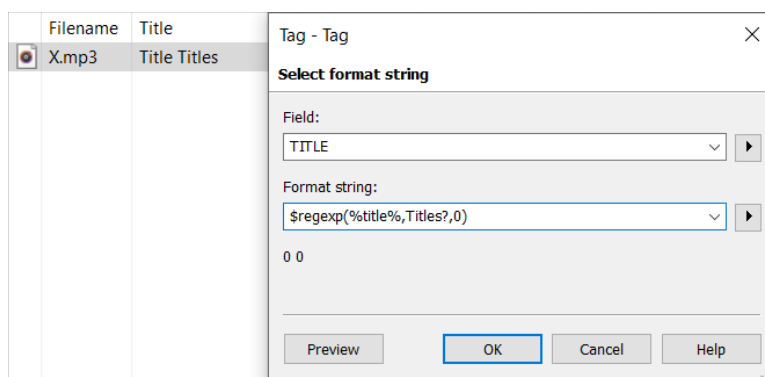 Filename Title
X.mp3 Title Titles
Tag - Tag
Select format string
Field:
TITLE
Format string:
$regexp(%title%,Titles?,0)
0 0
Preview OK Cancel Help